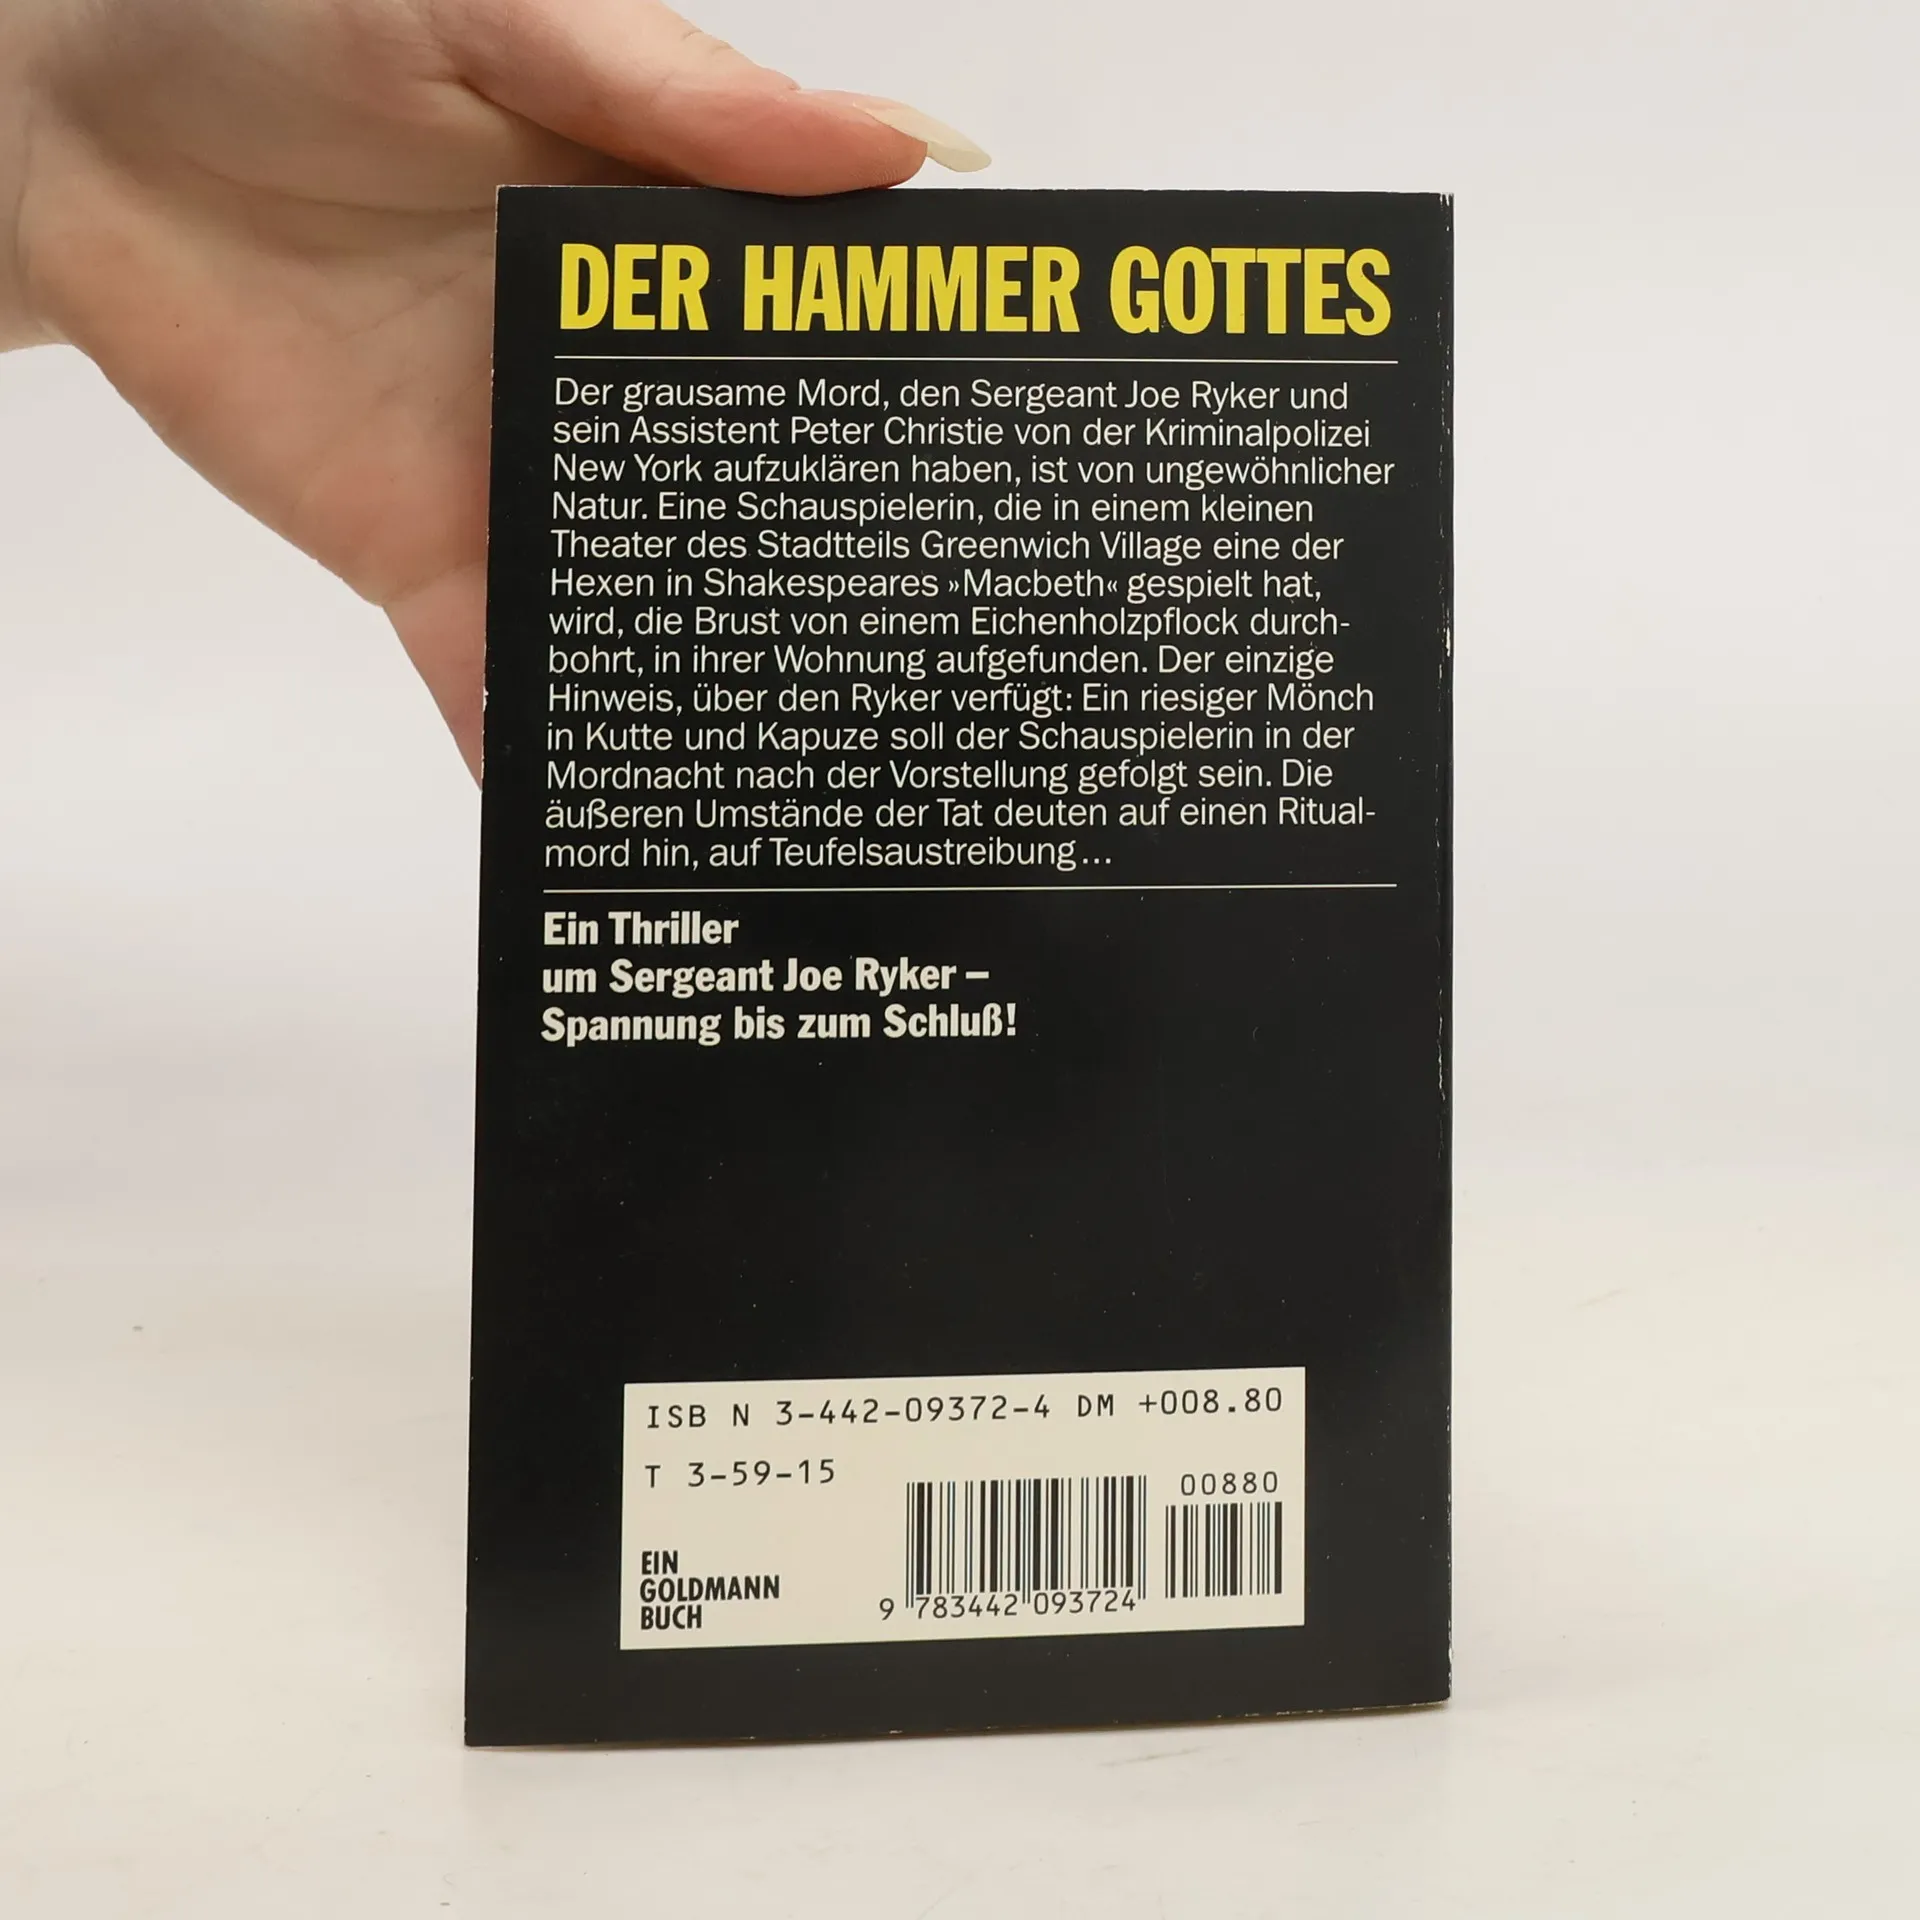 DER HAMMER GOTTES
Der grausame Mord, den Sergeant Joe Ryker und
sein Assistent Peter Christie von der Kriminalpolizei
New York aufzuklären haben, ist von ungewöhnlicher
Natur. Eine Schauspielerin, die in einem kleinen
Theater des Stadtteils Greenwich Village eine der
Hexen in Shakespeares »Macbeth« gespielt hat,
wird, die Brust von einem Eichenholzpflock durch-
bohrt, in ihrer Wohnung aufgefunden. Der einzige
Hinweis, über den Ryker verfügt: Ein riesiger Mönch
in Kutte und Kapuze soll der Schauspielerin in der
Mordnacht nach der Vorstellung gefolgt sein. Die
äußeren Umstände der Tat deuten auf einen Ritual-
mord hin, auf Teufelsaustreibung...
Ein Thriller
um Sergeant Joe Ryker –
Spannung bis zum Schluß!
ISB N 3-442-09372-4 DM +008.80
T 3-59-15
00880
EIN
GOLDMANN
BUCH
9 783442 093724